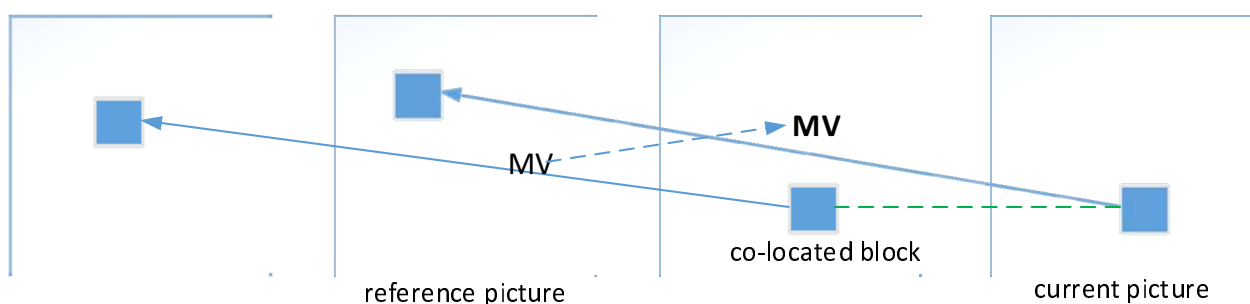 MV
MV
co-located block
reference picture
current picture